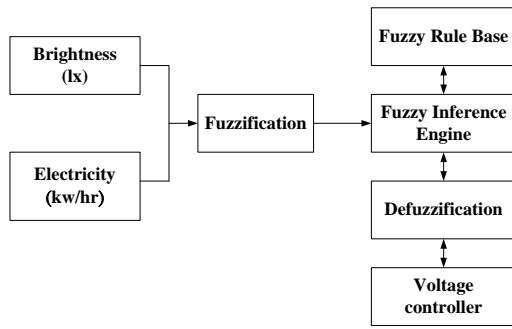 Brightness
(lx)
Electricity
(kw/hr)
Fuzzification
Fuzzy Rule Base
Fuzzy Inference
Engine
Defuzzification
Voltage
controller